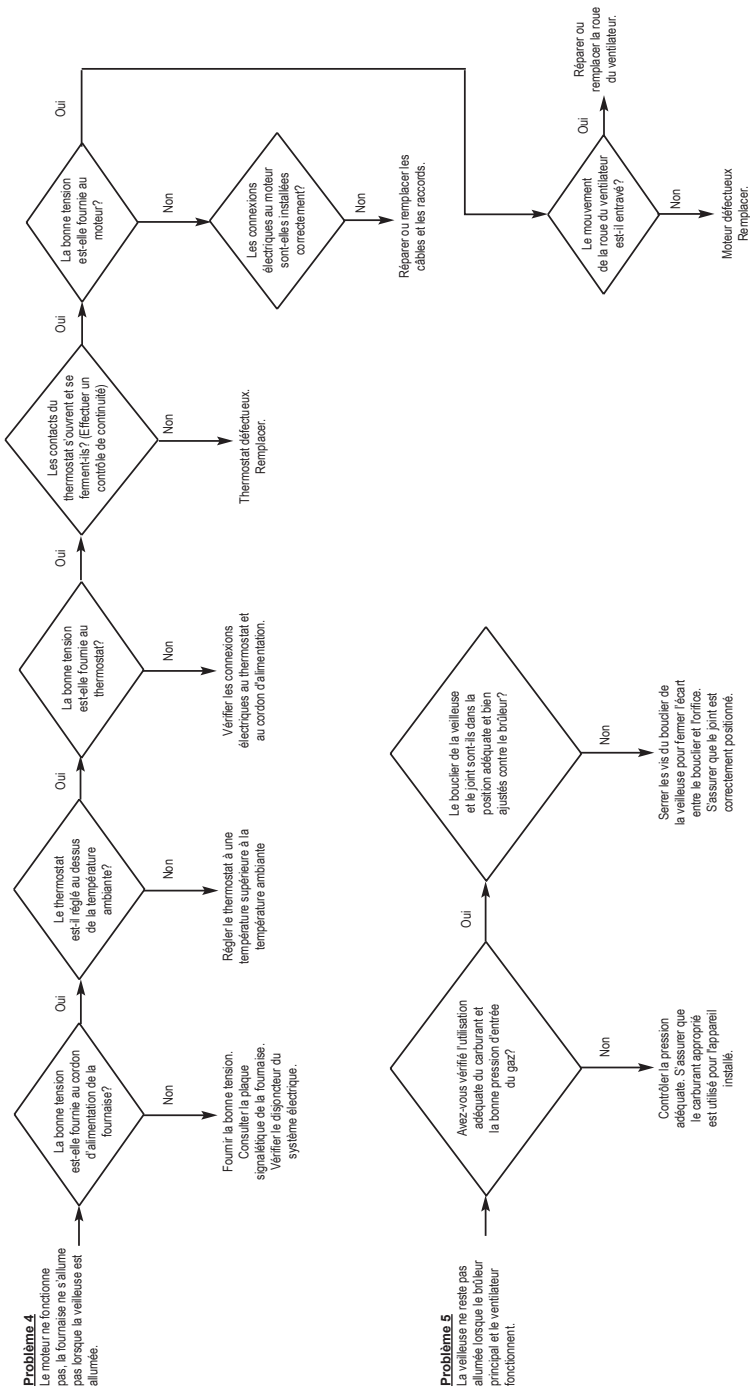 Problème 4
Le moteur ne fonctionne
pas, la fournaise ne s'allume
pas lorsque la veilleuse est
allumée.
La bonne tension
est-elle fournie au cordon
d'alimentation de la
fournaise?
Non
Fournir la bonne tension.
Consulter la plaque
signalétique de la fournaise.
Vérifier le disjoncteur du
système électrique.
Oui
Le thermostat
est-il réglé au dessus
de la température
ambiante?
Non
Régler le thermostat à une
température supérieure à la
température ambiante
Oui
La bonne tension
est-elle fournie au
thermostat?
Non
Vérifier les connexions
électriques au thermostat et
au cordon d'alimentation.
Oui
Les contacts du
thermostat s'ouvrent et se
ferment-ils? (Effectuer un
contrôle de continuité)
Non
Thermostat défectueux.
Remplacer.
Oui
La bonne tension
est-elle fournie au
moteur?
Non
Les connexions
électriques au moteur
sont-elles installées
correctement?
Non
Réparer ou remplacer les
câbles et les raccords.
Oui
Le mouvement
de la roue du ventilateur
est-il entravé?
Oui
Réparer ou
remplacer la roue
du ventilateur.
Non
Moteur défectueux
Remplacer.
Problème 5
La veilleuse ne reste pas
allumée lorsque le brûleur
principal et le ventilateur
fonctionnent.
Avez-vous vérifié l'utilisation
adéquate du carburant et
la bonne pression d'entrée
du gaz?
Non
Contrôler la pression
adéquate. S'assurer que
le carburant approprié
est utilisé pour l'appareil
installé.
Oui
Le bouclier de la veilleuse
et le joint sont-ils dans la
position adéquate et bien
ajustés contre le brûleur?
Non
Serrer les vis du bouclier de
la veilleuse pour fermer l'écart
entre le bouclier et l'orifice.
S'assurer que le joint est
correctement positionné.